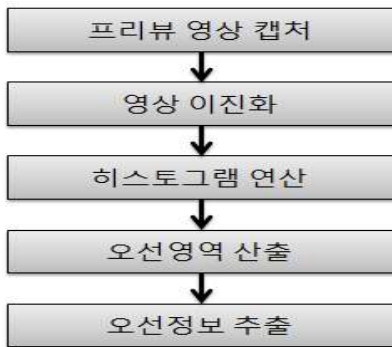 프리뷰 영상 캡처
영상 이진화
히스토그램 연산
오선영역 산출
오선정보 추출